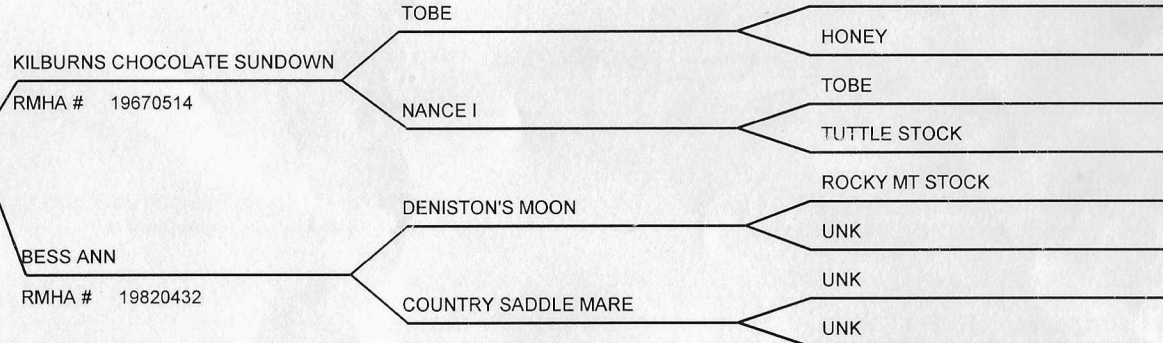 TOBE
HONEY
KILBURNS CHOCOLATE SUNDOWN
RMHA # 19670514
TOBE
NANCE I
TUTTLE STOCK
ROCKY MT STOCK
DENISTON'S MOON
UNK
BESS ANN
RMHA # 19820432
UNK
COUNTRY SADDLE MARE
UNK